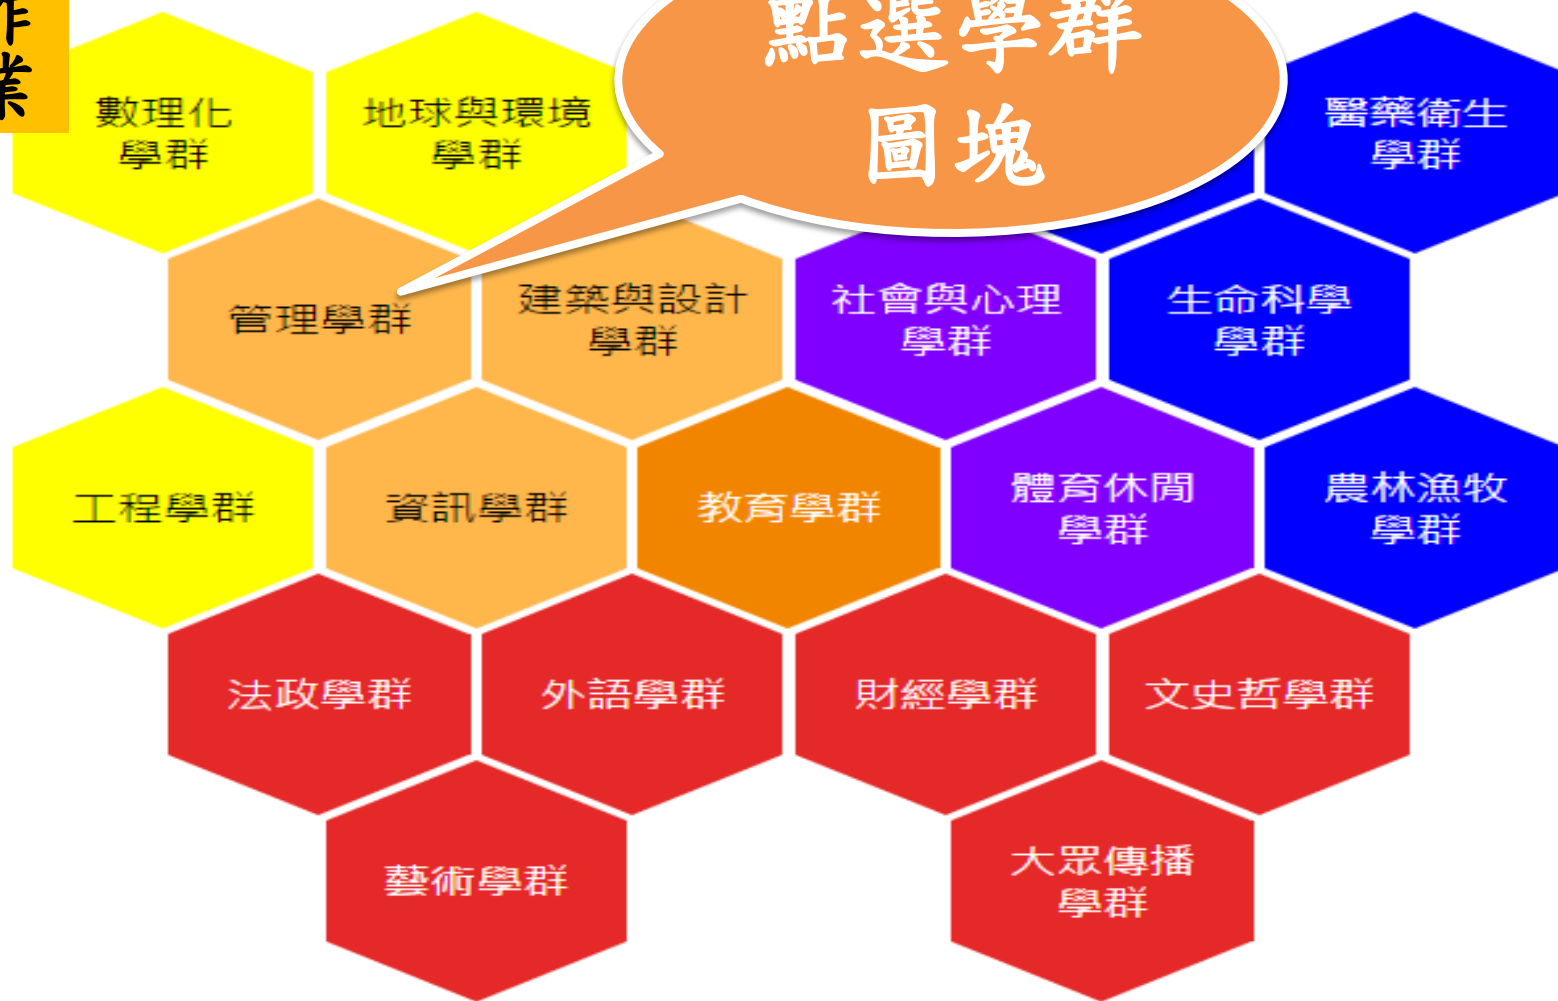 作
業
點選學群
圖塊
數理化
學群
地球與環境
學群
醫藥衛生
學群
管理學群
建築與設計
學群
社會與心理
學群
生命科學
學群
工程學群
資訊學群
教育學群
體育休閒
學群
農林漁牧
學群
法政學群
外語學群
財經學群
文史哲學群
藝術學群
大眾傳播
學群